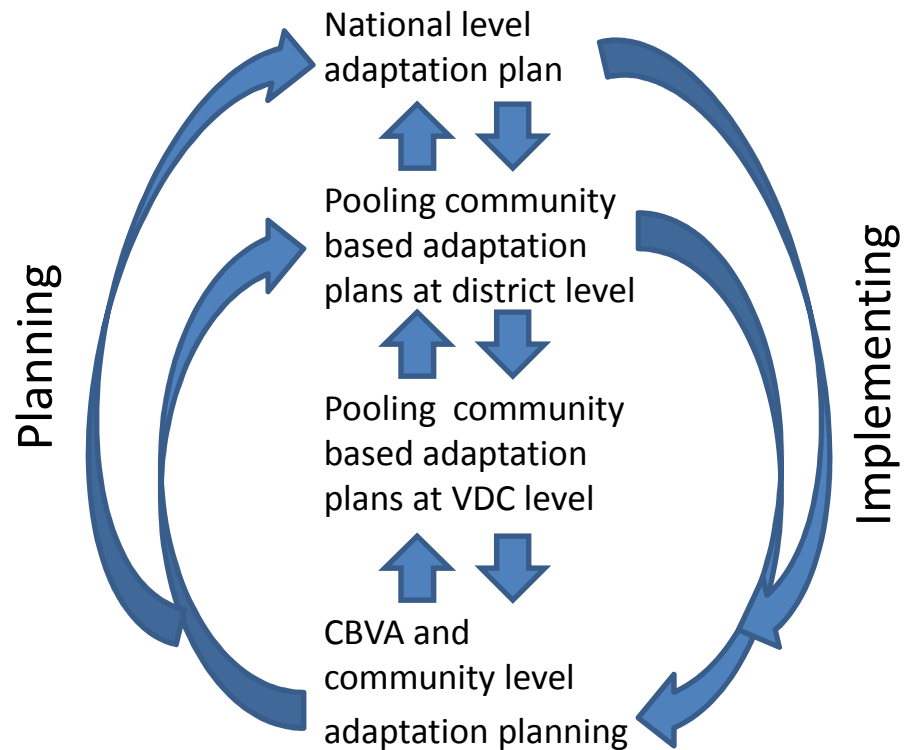 National level
adaptation plan
Pooling community
based adaptation
plans at district level
Pooling community
based adaptation
plans at VDC level
CBVA and
community level
adaptation planning
Planning
Implementing